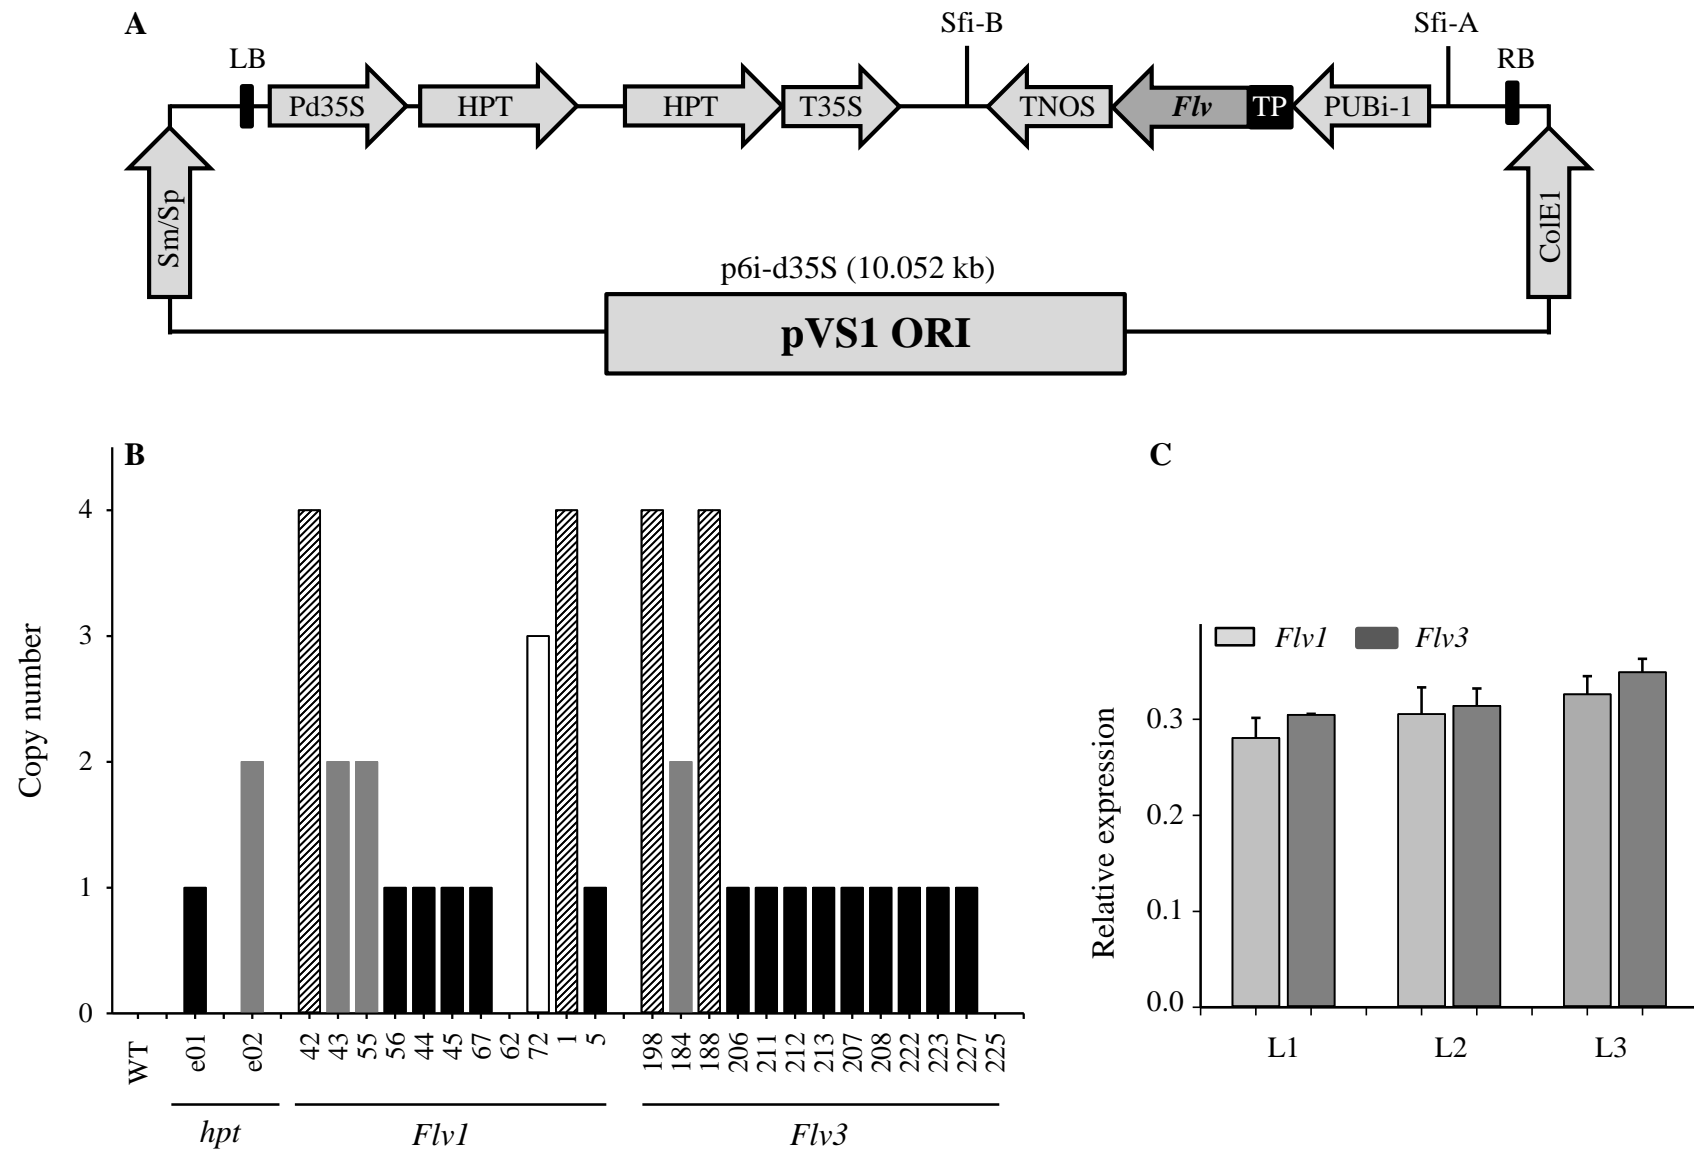 A
Sfi-B
Sfi-A
LB
RB
Pd35S
HPT
HPT
T35S
TNOS
Flv
TP
PUBi-1
Sm/Sp
ColE1
p6i-d35S (10.052 kb)
pVS1 ORI
B
Copy number
4
3
2
1
0
WT
e01
e02
42
43
55
56
44
45
67
62
72
1
5
198
184
188
206
211
212
213
207
208
222
223
227
225
hpt
Flv1
Flv3
C
Flv1
Flv3
Relative expression
0.3
0.2
0.1
0.0
L1
L2
L3